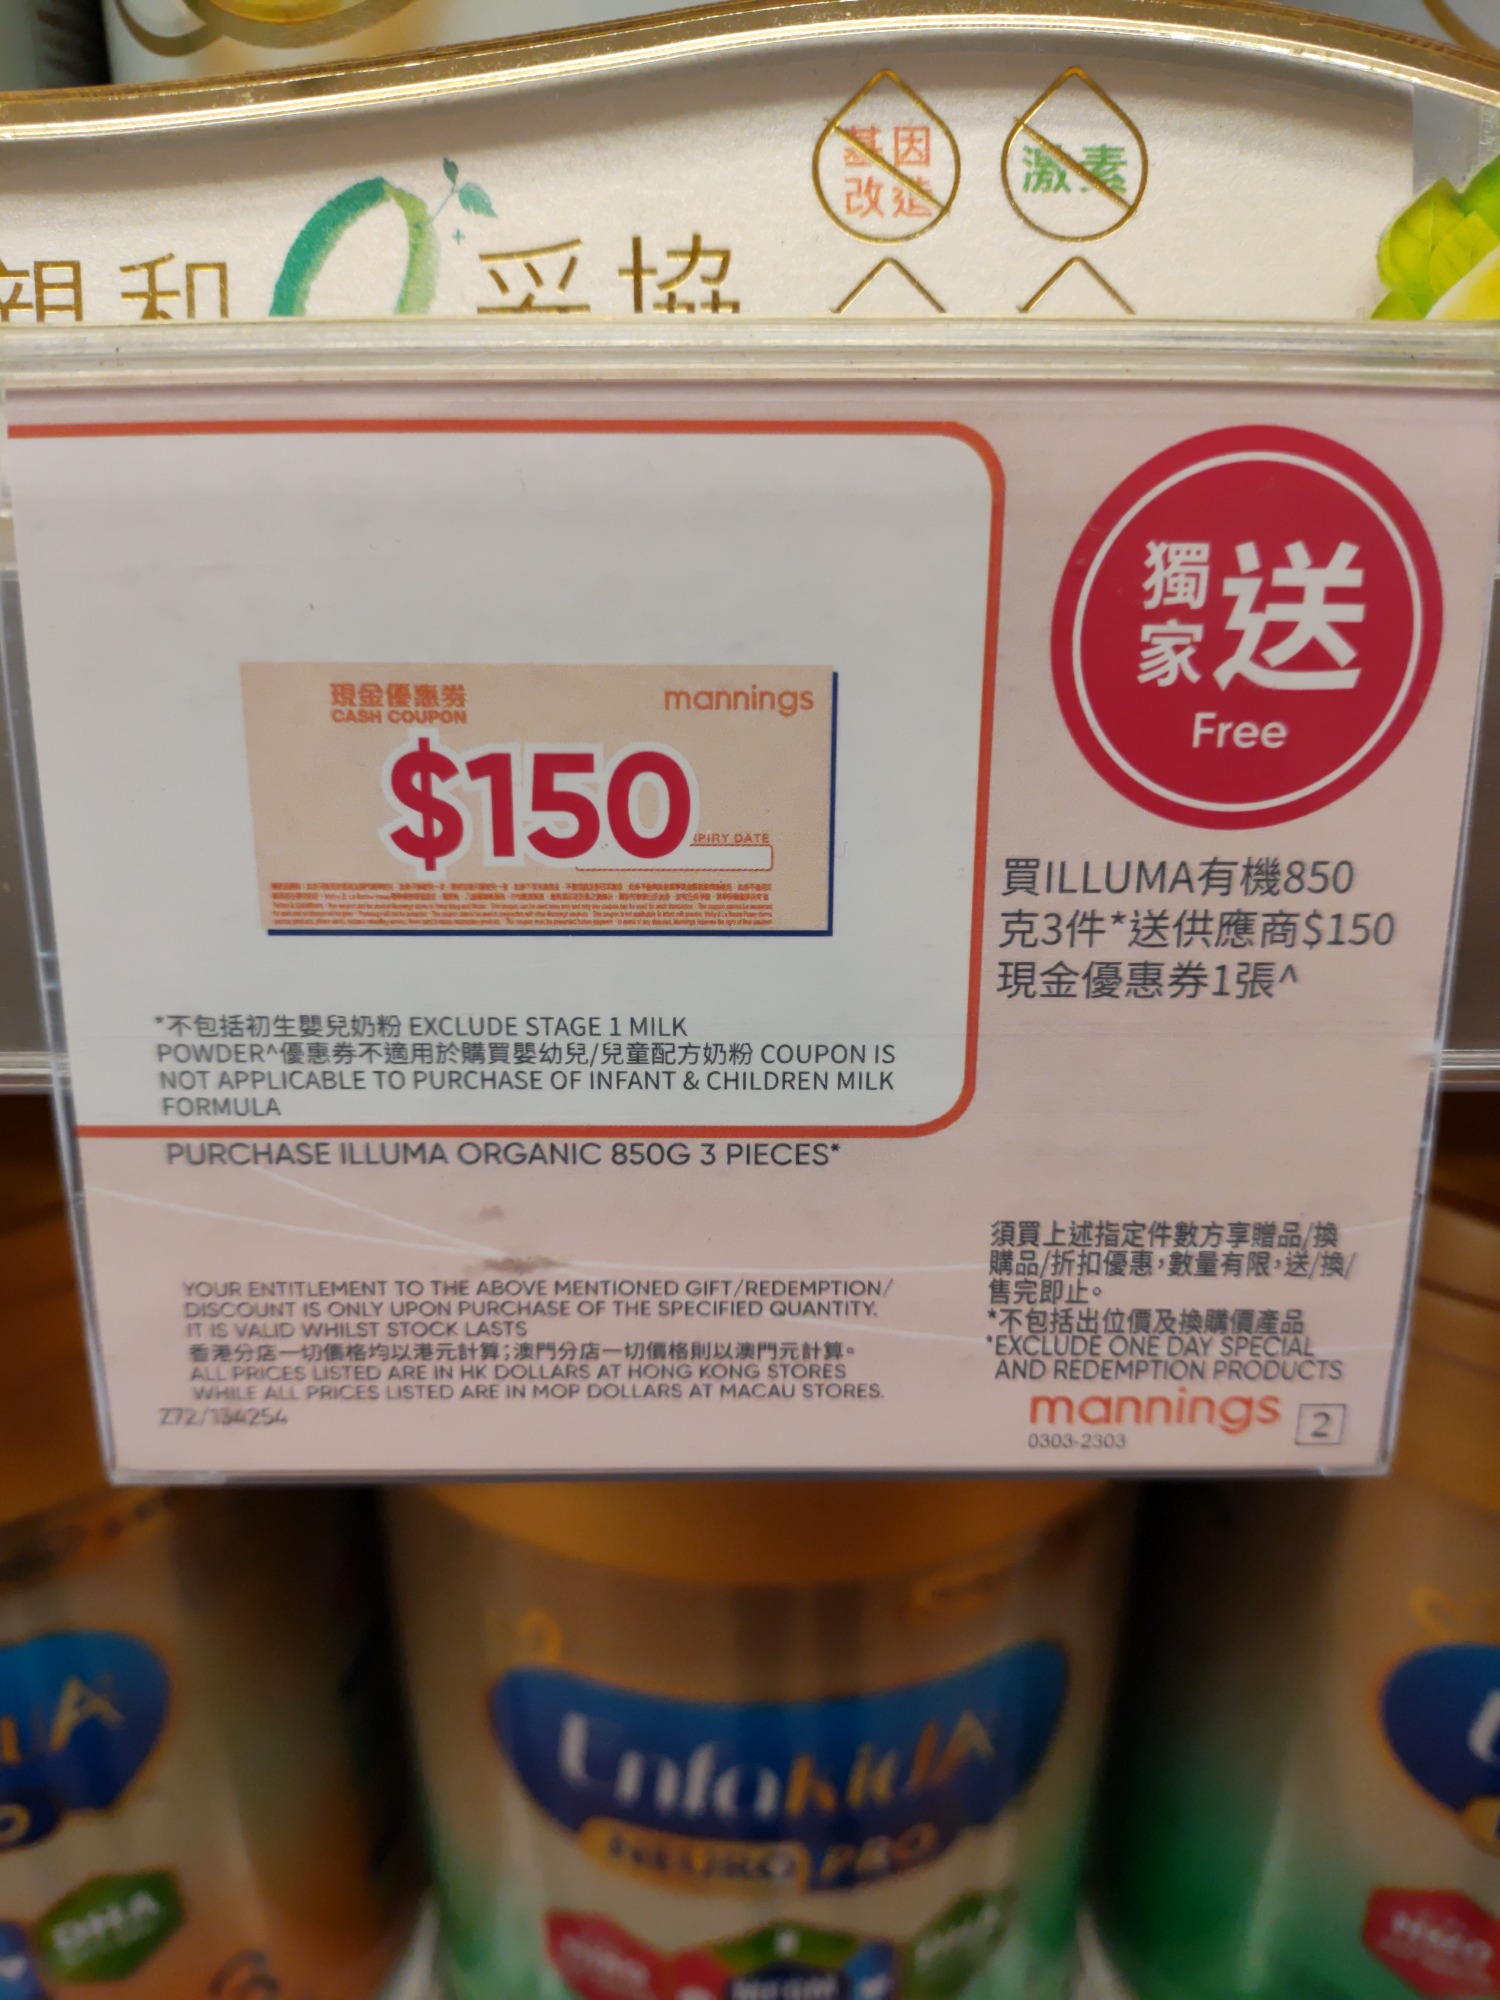 基因
改造
激素
親和0妥協
獨家送
Free
現金優惠券
CASH COUPON
mannings
$150
PIRY DATE
買ILLUMA有機850
克3件*送供應商$150
現金優惠券1張^
*不包括初生嬰兒奶粉 EXCLUDE STAGE 1 MILK
POWDER^優惠券不適用於購買嬰幼兒/兒童配方奶粉 COUPON IS
NOT APPLICABLE TO PURCHASE OF INFANT & CHILDREN MILK
FORMULA
PURCHASE ILLUMA ORGANIC 850G 3 PIECES*
YOUR ENTITLEMENT TO THE ABOVE MENTIONED GIFT/REDEMPTION/
DISCOUNT IS ONLY UPON PURCHASE OF THE SPECIFIED QUANTITY.
IT IS VALID WHILST STOCK LASTS
香港分店一切價格均以港元計算;澳門分店一切價格則以澳門元計算。
ALL PRICES LISTED ARE IN HK DOLLARS AT HONG KONG STORES
WHILE ALL PRICES LISTED ARE IN MOP DOLLARS AT MACAU STORES.
Z72/134254
須買上述指定件數方享贈品/換
購品/折扣優惠,數量有限,送/換/
售完即止。
*不包括出位價及換購價產品
*EXCLUDE ONE DAY SPECIAL
AND REDEMPTION PRODUCTS
mannings 2
0303-2303
EnfakidA
NEURO PRO
DHA
DHA